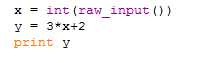 x = int(raw_input())
y = 3*x+2
print y